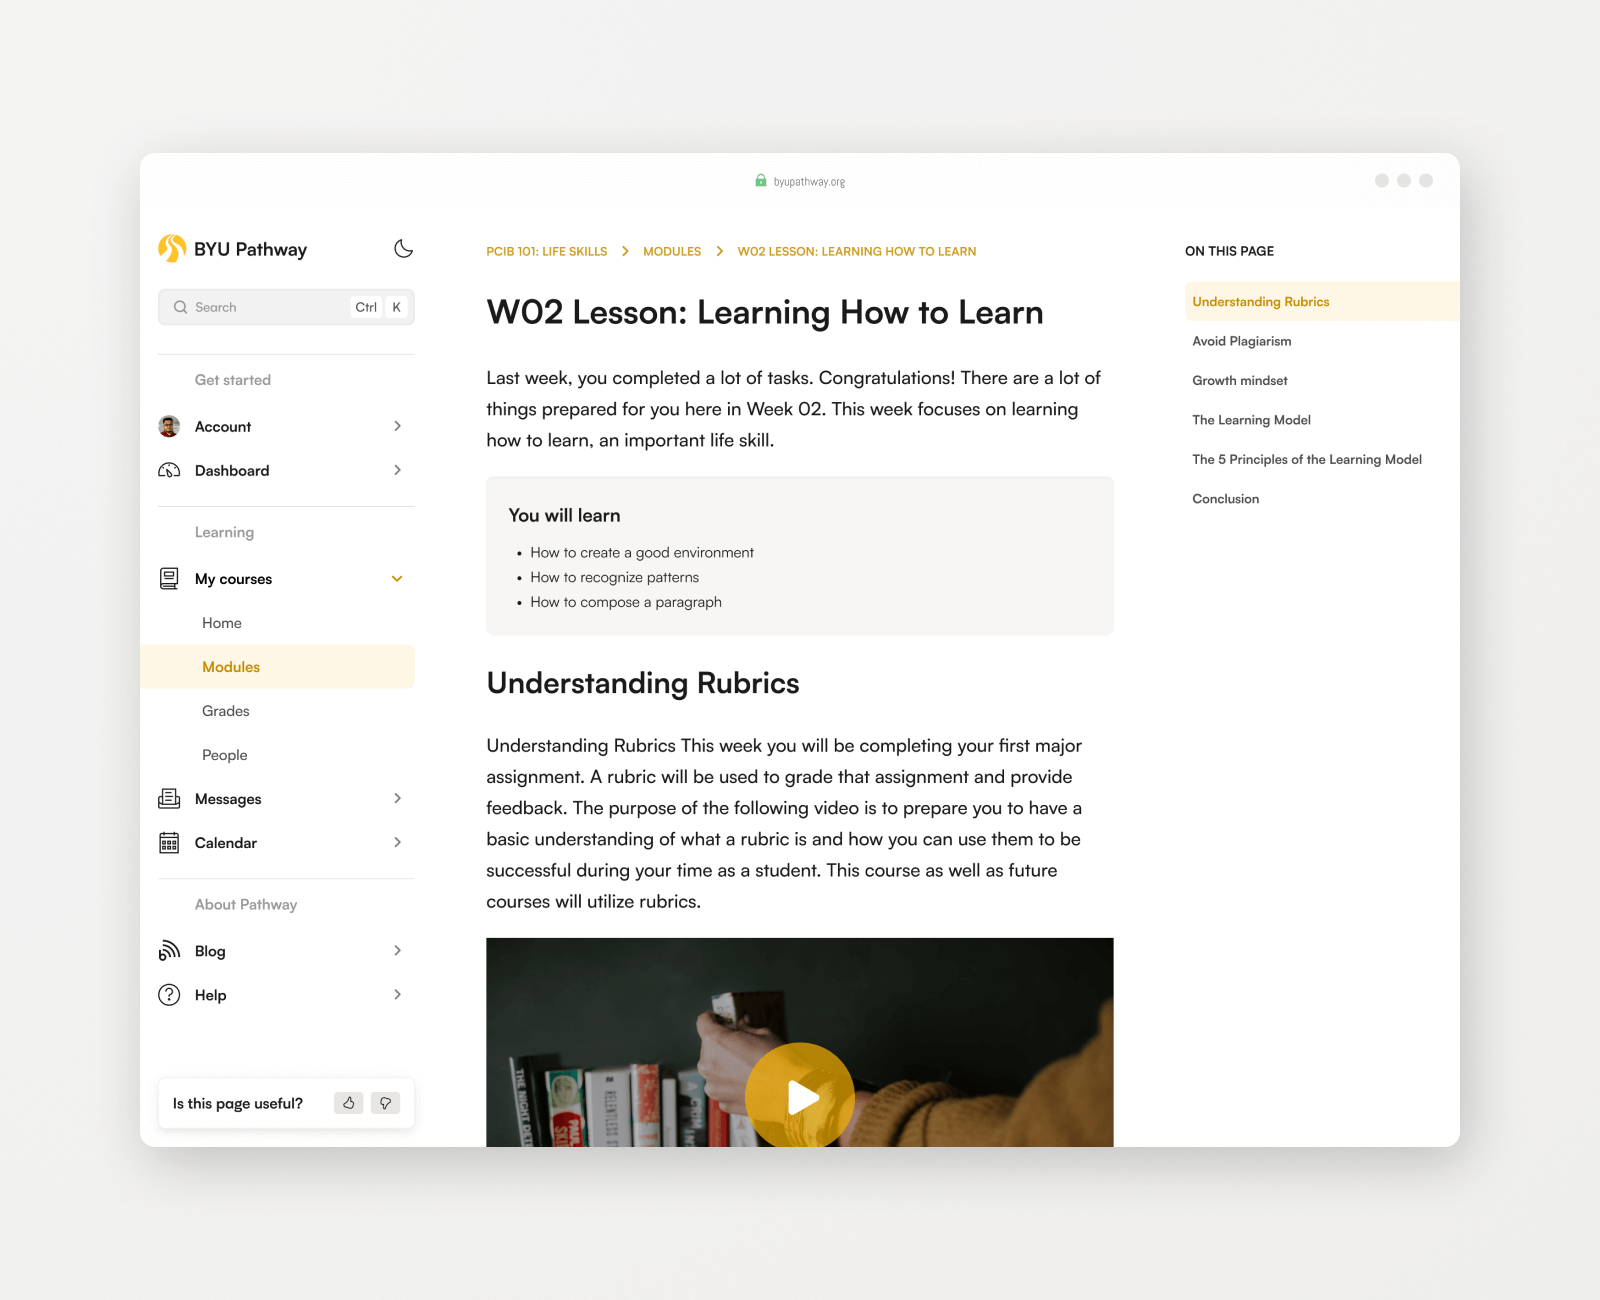 byupathway.org
BYU Pathway
Search
Ctrl K
Get started
Account
Dashboard
Learning
My courses
Home
Modules
Grades
People
Messages
Calendar
About Pathway
Blog
Help
Is this page useful?
PCIB 101: LIFE SKILLS
MODULES
W02 LESSON: LEARNING HOW TO LEARN
W02 Lesson: Learning How to Learn
Last week, you completed a lot of tasks. Congratulations! There are a lot of
things prepared for you here in Week 02. This week focuses on learning
how to learn, an important life skill.
You will learn
• How to create a good environment
• How to recognize patterns
• How to compose a paragraph
Understanding Rubrics
Understanding Rubrics This week you will be completing your first major
assignment. A rubric will be used to grade that assignment and provide
feedback. The purpose of the following video is to prepare you to have a
basic understanding of what a rubric is and how you can use them to be
successful during your time as a student. This course as well as future
courses will utilize rubrics.
THE NIGHT
ON THIS PAGE
Understanding Rubrics
Avoid Plagiarism
Growth mindset
The Learning Model
The 5 Principles of the Learning Model
Conclusion